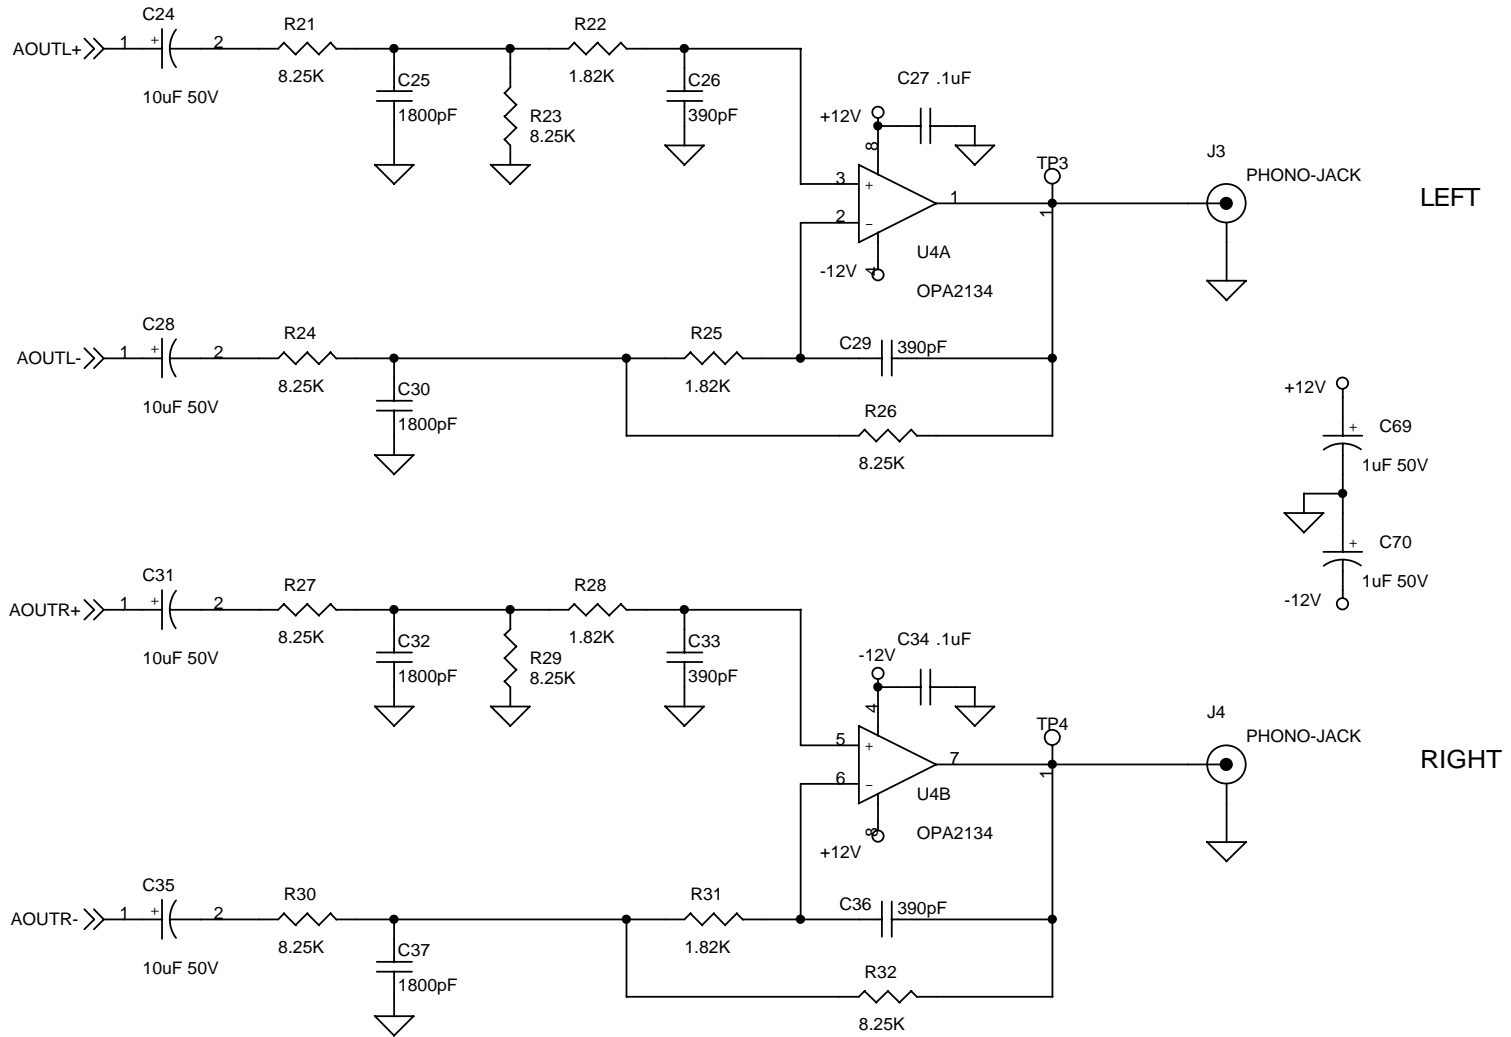 C24
AOUTL+ 1 + 2
10uF 50V
R21
8.25K
C25
1800pF
R23
8.25K
R22
1.82K
C26
390pF
C27 .1uF
+12V
8
3 +
2 -
1
-12V 4
U4A
OPA2134
TP3
1
J3
PHONO-JACK
LEFT
C28
AOUTL- 1 + 2
10uF 50V
R24
8.25K
C30
1800pF
R25
1.82K
C29 390pF
R26
8.25K
+12V
+ C69
1uF 50V
+ C70
1uF 50V
-12V
C31
AOUTR+ 1 + 2
10uF 50V
R27
8.25K
C32
1800pF
R29
8.25K
R28
1.82K
C33
390pF
C34 .1uF
-12V
4
5 +
6 -
7
+12V 8
U4B
OPA2134
TP4
1
J4
PHONO-JACK
RIGHT
C35
AOUTR- 1 + 2
10uF 50V
R30
8.25K
C37
1800pF
R31
1.82K
C36 390pF
R32
8.25K